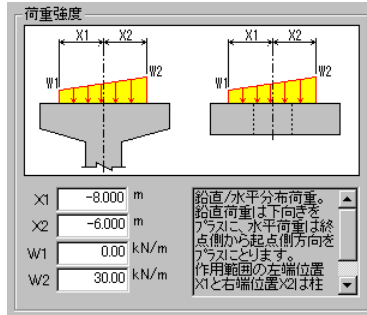 荷重強度
X1 X2 X1 X2
W1 W2 W1 W2
X1 -8.000 m
X2 -6.000 m
W1 0.00 kN/m
W2 30.00 kN/m
鉛直/水平分布荷重。
鉛直荷重は下向きを
プラスに、水平荷重は終
点側から起点側方向を
プラスにとります。
作用範囲の左端位置
X1と右端位置X2は柱